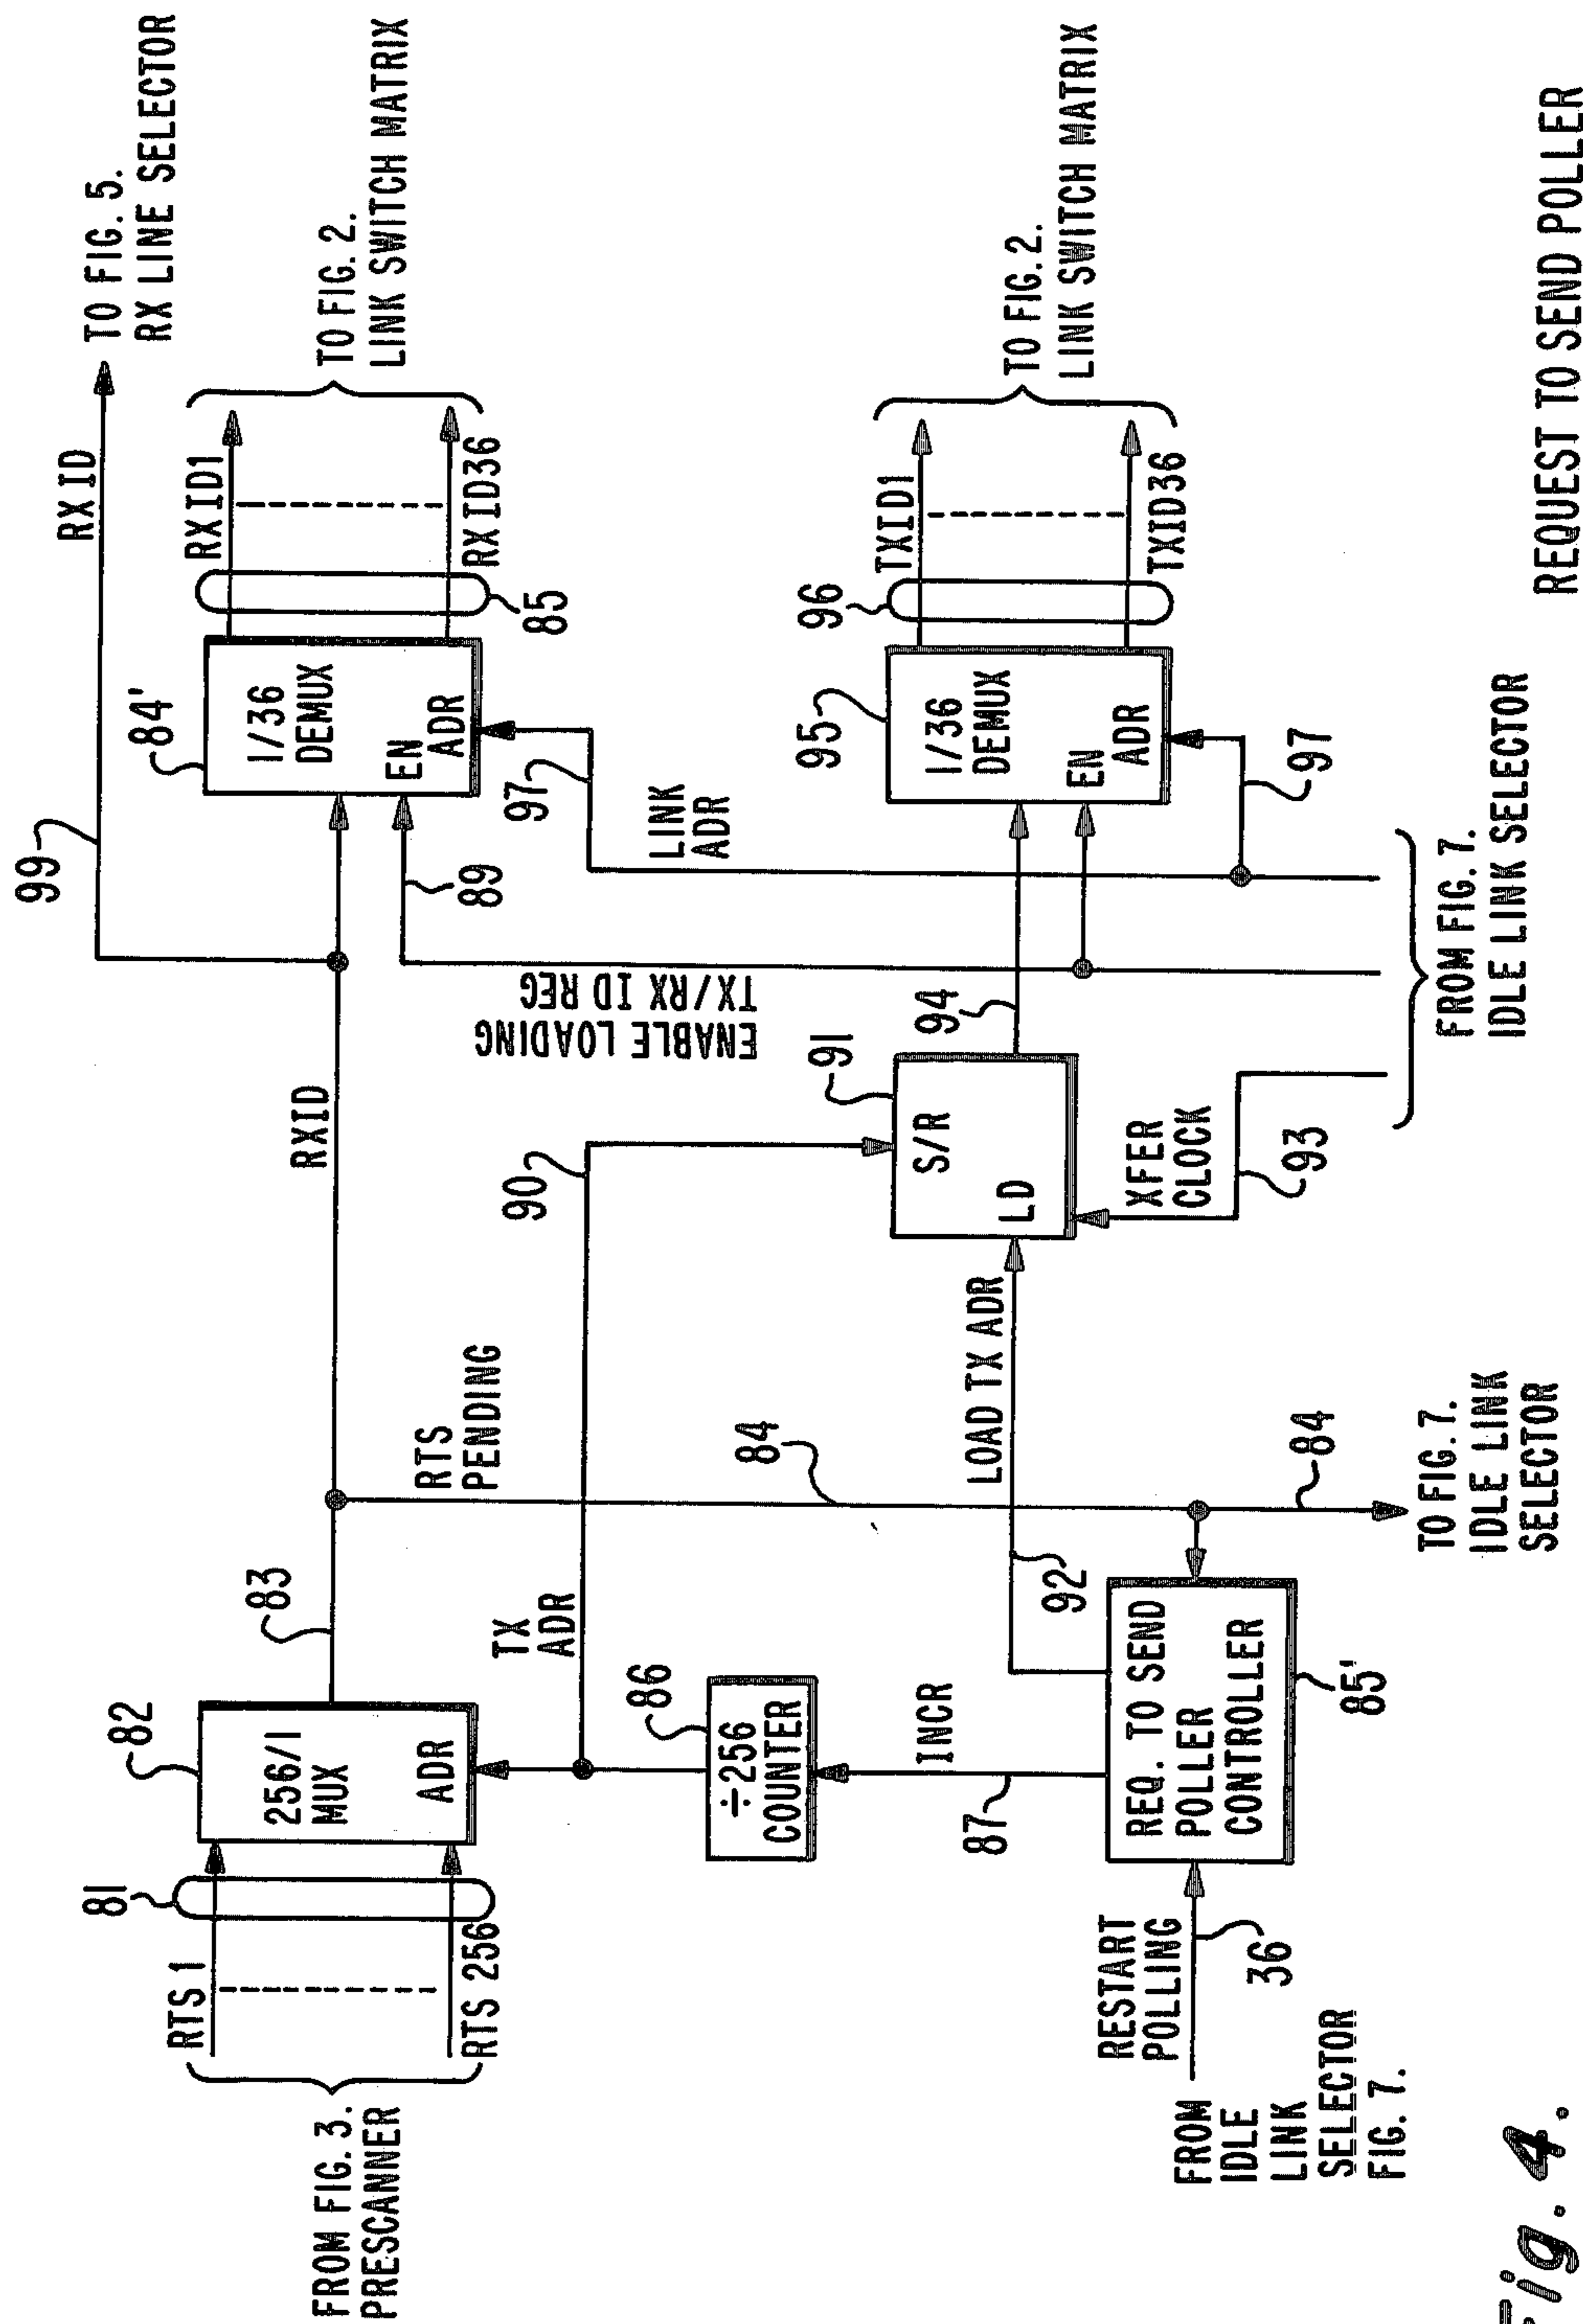 FROM FIG. 3.
PRESCANNER
RTS 1
RTS 256
81
82
256/1
MUX
ADR
83
RXID
99
RX ID
TO FIG. 5.
RX LINE SELECTOR
84'
1/36
DEMUX
EN
ADR
RXID1
RXID36
85
TO FIG. 2.
LINK SWITCH MATRIX
89
97
LINK
ADR
ENABLE LOADING
TX/RX ID REG
RTS
PENDING
TX
ADR
90
86
÷256
COUNTER
INCR
87
84
LOAD TX ADR
92
91
S/R
LD
94
XFER
CLOCK
93
95
1/36
DEMUX
EN
ADR
96
TXID1
TXID36
TO FIG. 2.
LINK SWITCH MATRIX
97
RESTART
POLLING
36
FROM
IDLE
LINK
SELECTOR
FIG. 7.
REQ. TO SEND
POLLER
CONTROLLER
85'
84
TO FIG. 7.
IDLE LINK
SELECTOR
FROM FIG. 7.
IDLE LINK SELECTOR
Fig. 4.
REQUEST TO SEND POLLER